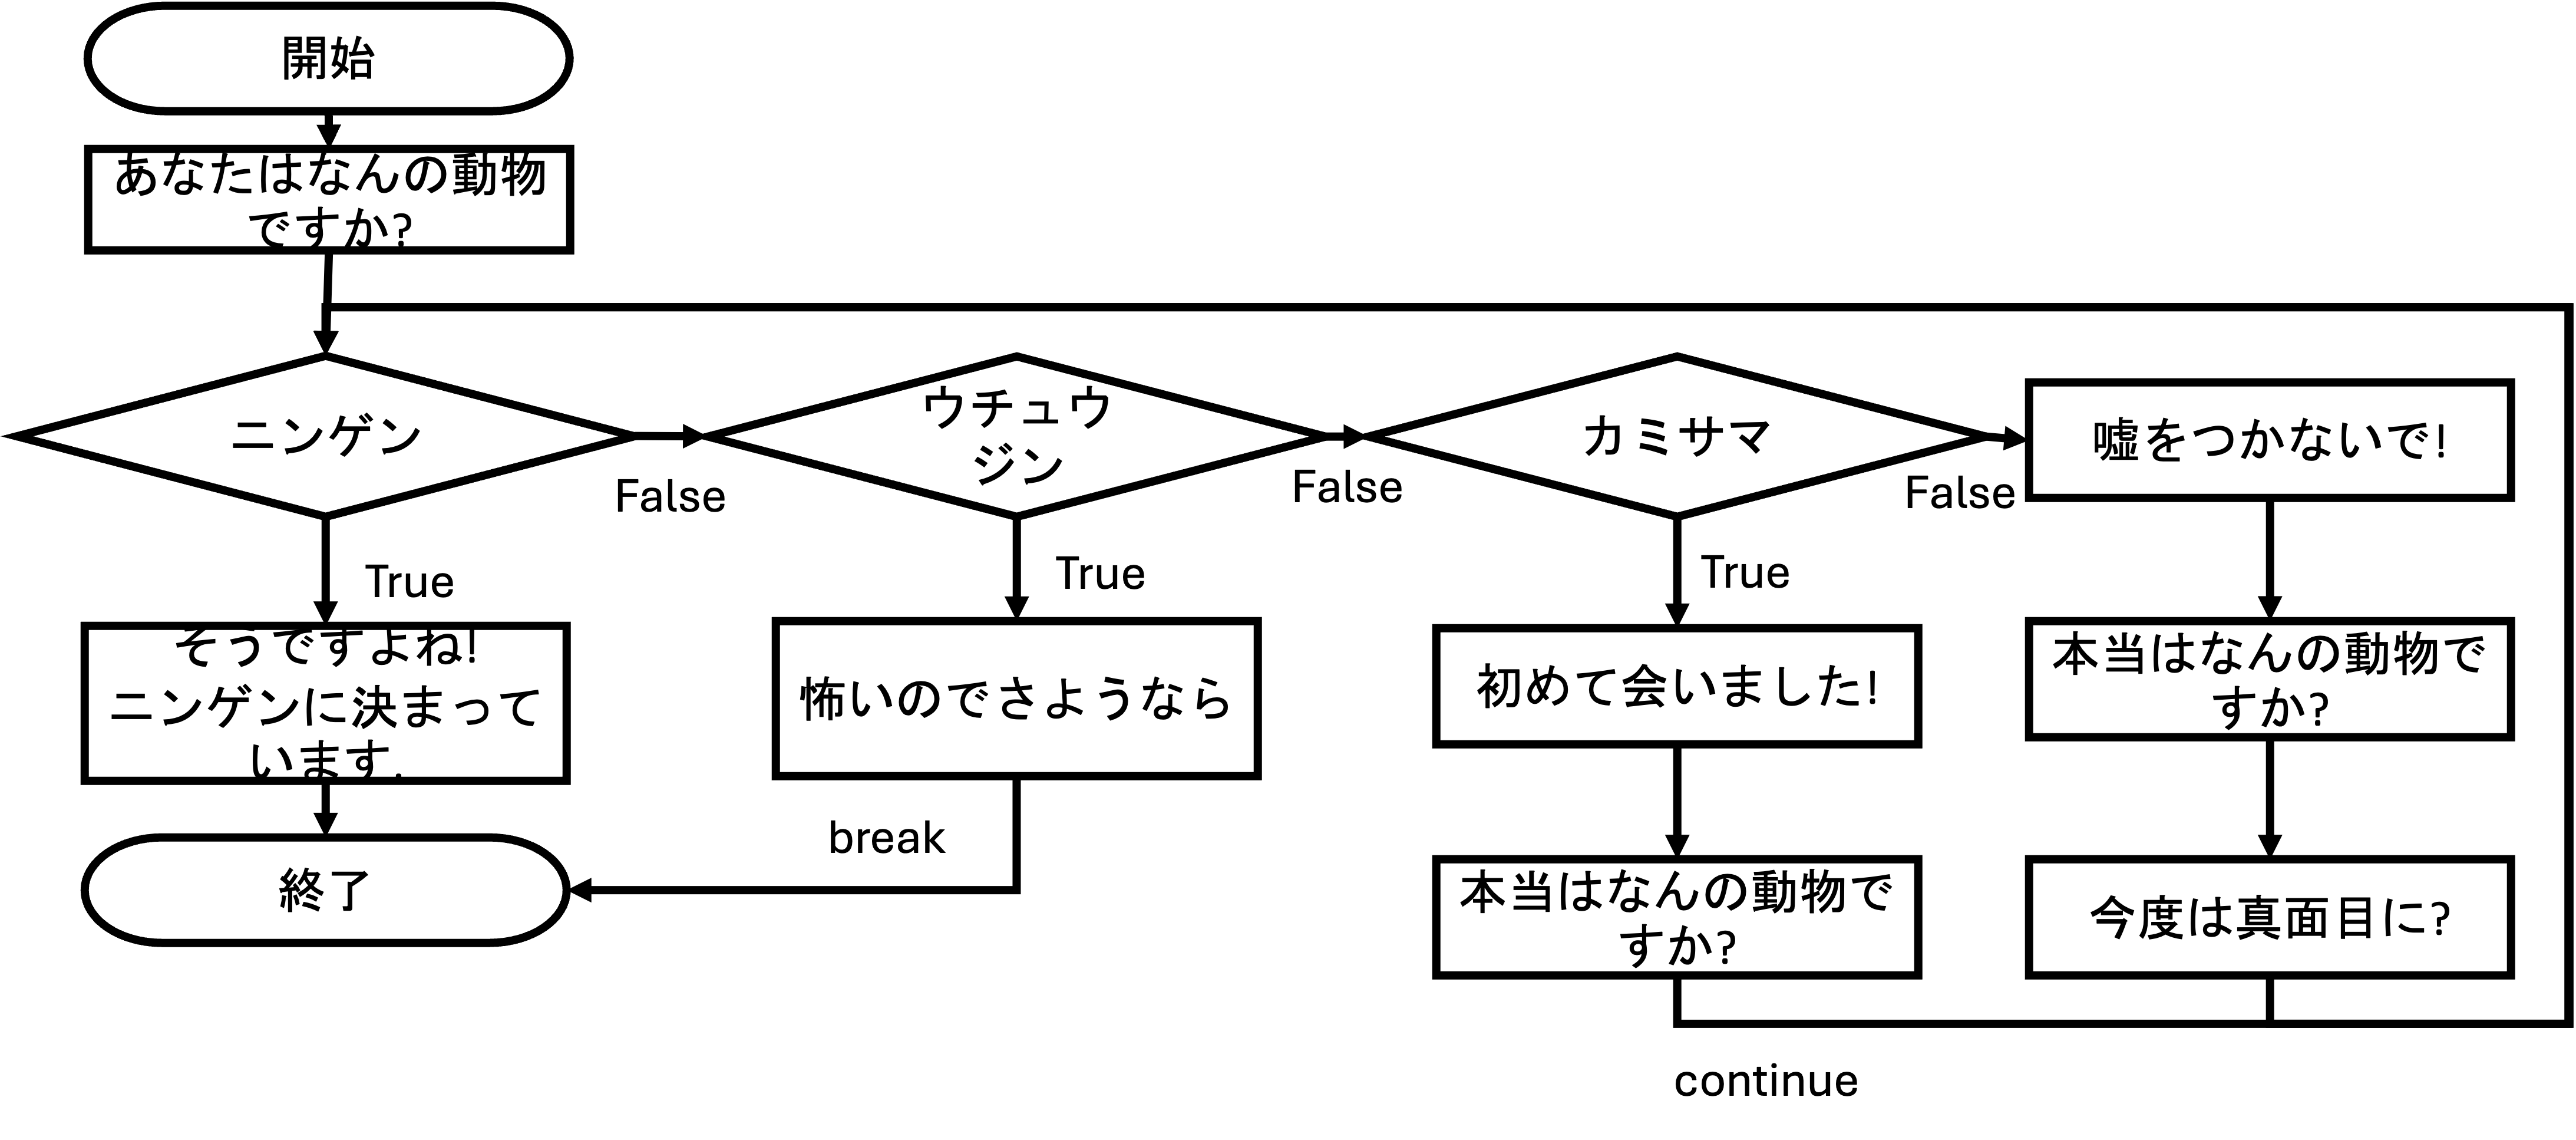 開始
あなたはなんの動物
ですか?
ニンゲン
False
ウチュウ
ジン
False
カミサマ
False
嘘をつかないで!
True
True
True
そうですよね!
ニンゲンに決まって
います.
怖いのでさようなら
初めて会いました!
本当はなんの動物で
すか?
break
終了
本当はなんの動物で
すか?
今度は真面目に?
continue